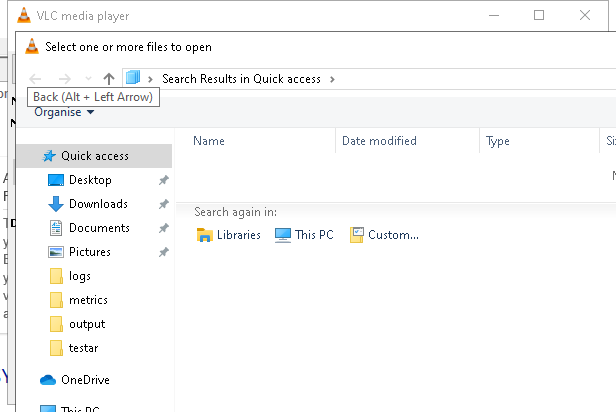 VLC media player
Select one or more files to open
Search Results in Quick access
Back (Alt + Left Arrow)
Organise
Name Date modified Type
Quick access
Desktop
Downloads
Documents
Pictures
logs
metrics
output
testar
OneDrive
This PC
Search again in:
Libraries This PC Custom...